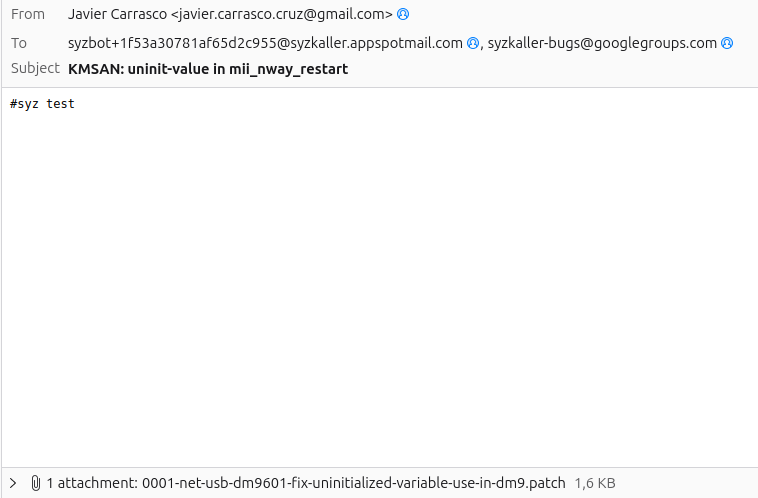 From Javier Carrasco <javier.carrasco.cruz@gmail.com>
To syzbot+1f53a30781af65d2c955@syzkaller.appspotmail.com, syzkaller-bugs@googlegroups.com
Subject KMSAN: uninit-value in mii_nway_restart
#syz test
1 attachment: 0001-net-usb-dm9601-fix-uninitialized-variable-use-in-dm9.patch 1,6 KB